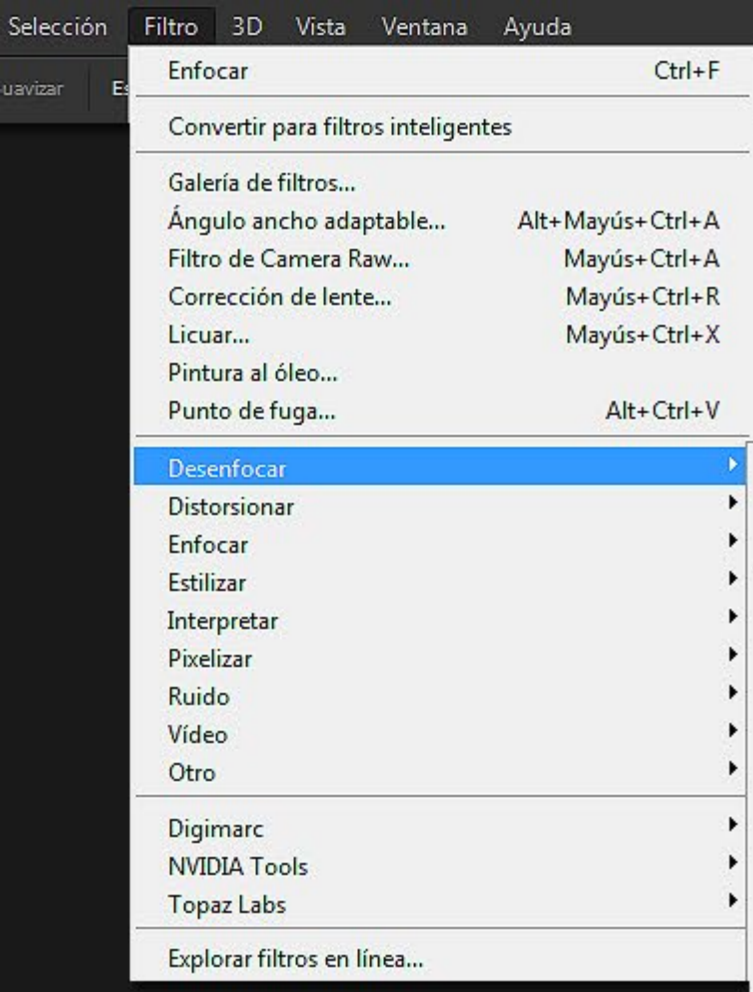 Selección Filtro 3D Vista Ventana Ayuda
Enfocar Ctrl+F
Convertir para filtros inteligentes
Galería de filtros...
Ángulo ancho adaptable... Alt+Mayús+Ctrl+A
Filtro de Camera Raw... Mayús+Ctrl+A
Corrección de lente... Mayús+Ctrl+R
Licuar... Mayús+Ctrl+X
Pintura al óleo...
Punto de fuga... Alt+Ctrl+V
Desenfocar
Distorsionar
Enfocar
Estilizar
Interpretar
Pixelizar
Ruido
Vídeo
Otro
Digimarc
NVIDIA Tools
Topaz Labs
Explorar filtros en línea...